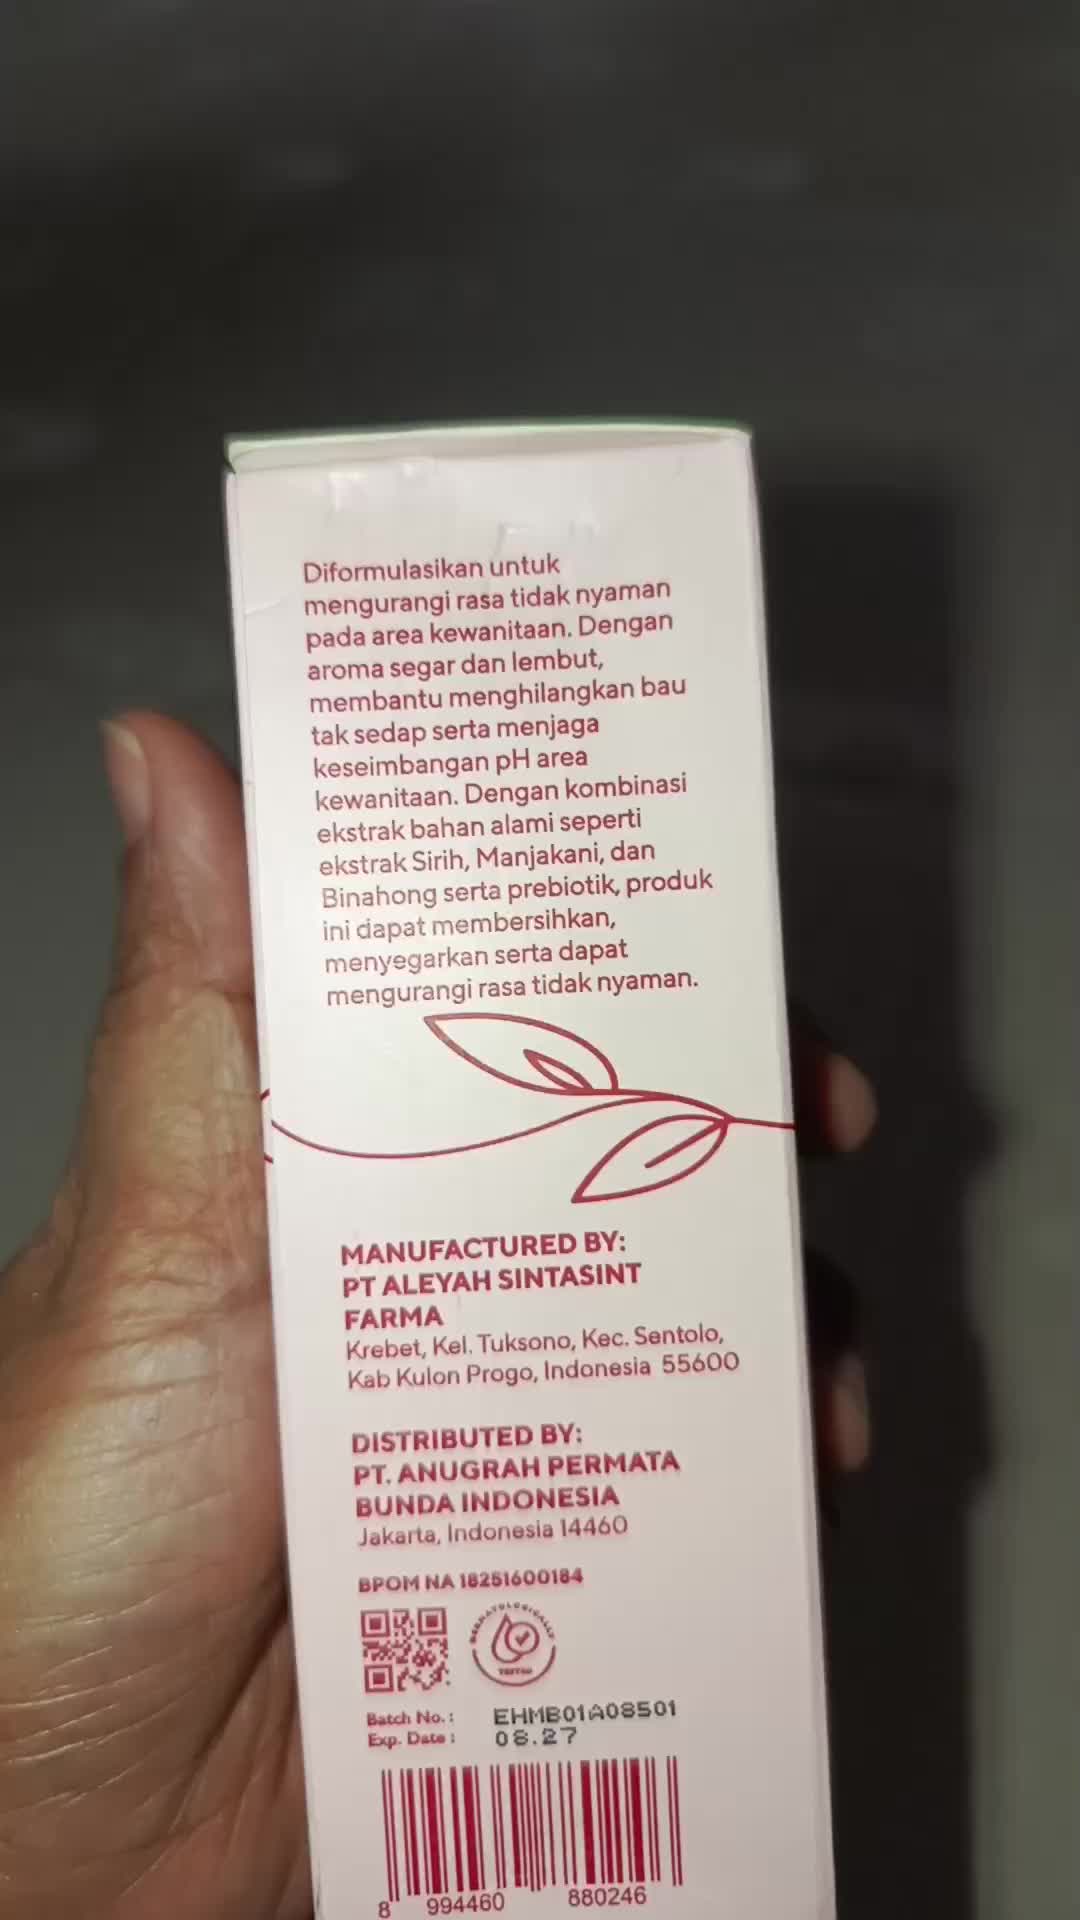 Diformulasikan untuk
mengurangi rasa tidak nyaman
pada area kewanitaan. Dengan
aroma segar dan lembut,
membantu menghilangkan bau
tak sedap serta menjaga
keseimbangan pH area
kewanitaan. Dengan kombinasi
ekstrak bahan alami seperti
ekstrak Sirih, Manjakani, dan
Binahong serta prebiotik, produk
ini dapat membersihkan,
menyegarkan serta dapat
mengurangi rasa tidak nyaman.
MANUFACTURED BY:
PT ALEYAH SINTASINT
FARMA
Krebet, Kel. Tuksono, Kec. Sentolo,
Kab Kulon Progo, Indonesia 55600
DISTRIBUTED BY:
PT. ANUGRAH PERMATA
BUNDA INDONESIA
Jakarta, Indonesia 14460
BPOM NA 18251600184
DERMATOLOGICALLY
TESTED
Batch No.: EHMB01A08501
Exp. Date: 08.27
8 994460 880246